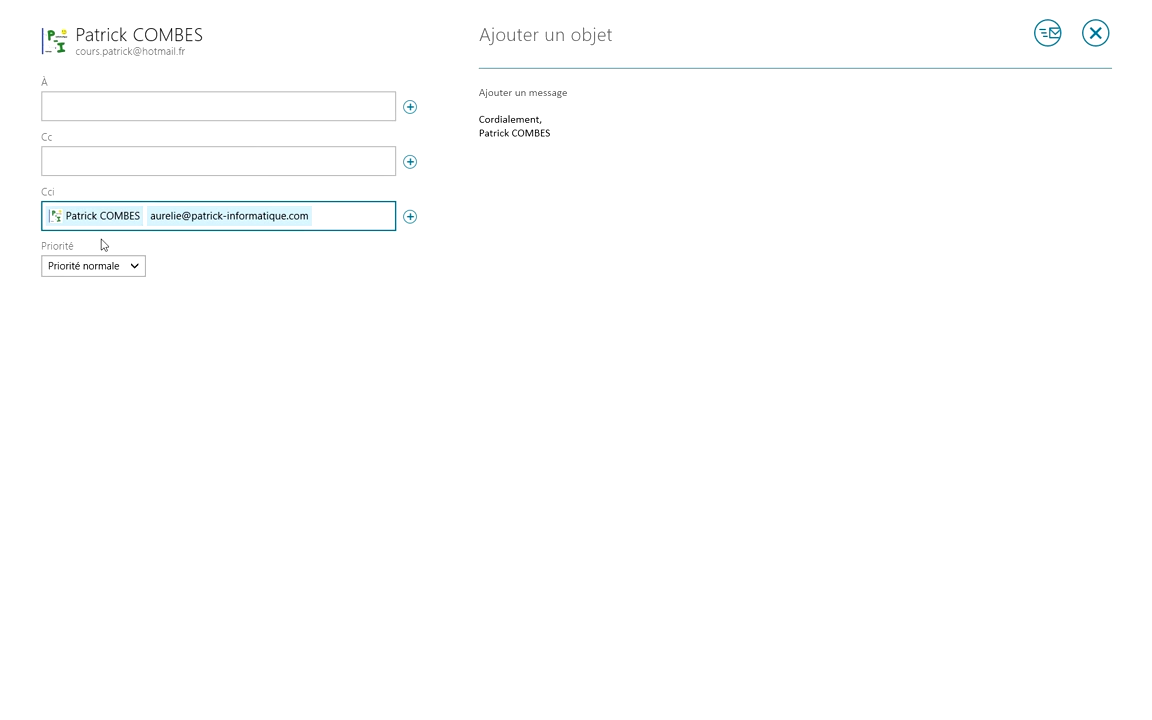 Patrick COMBES
cours.patrick@hotmail.fr
À
Cc
Cci
Patrick COMBES aurelie@patrick-informatique.com
Priorité
Priorité normale
Ajouter un objet
Ajouter un message
Cordialement,
Patrick COMBES